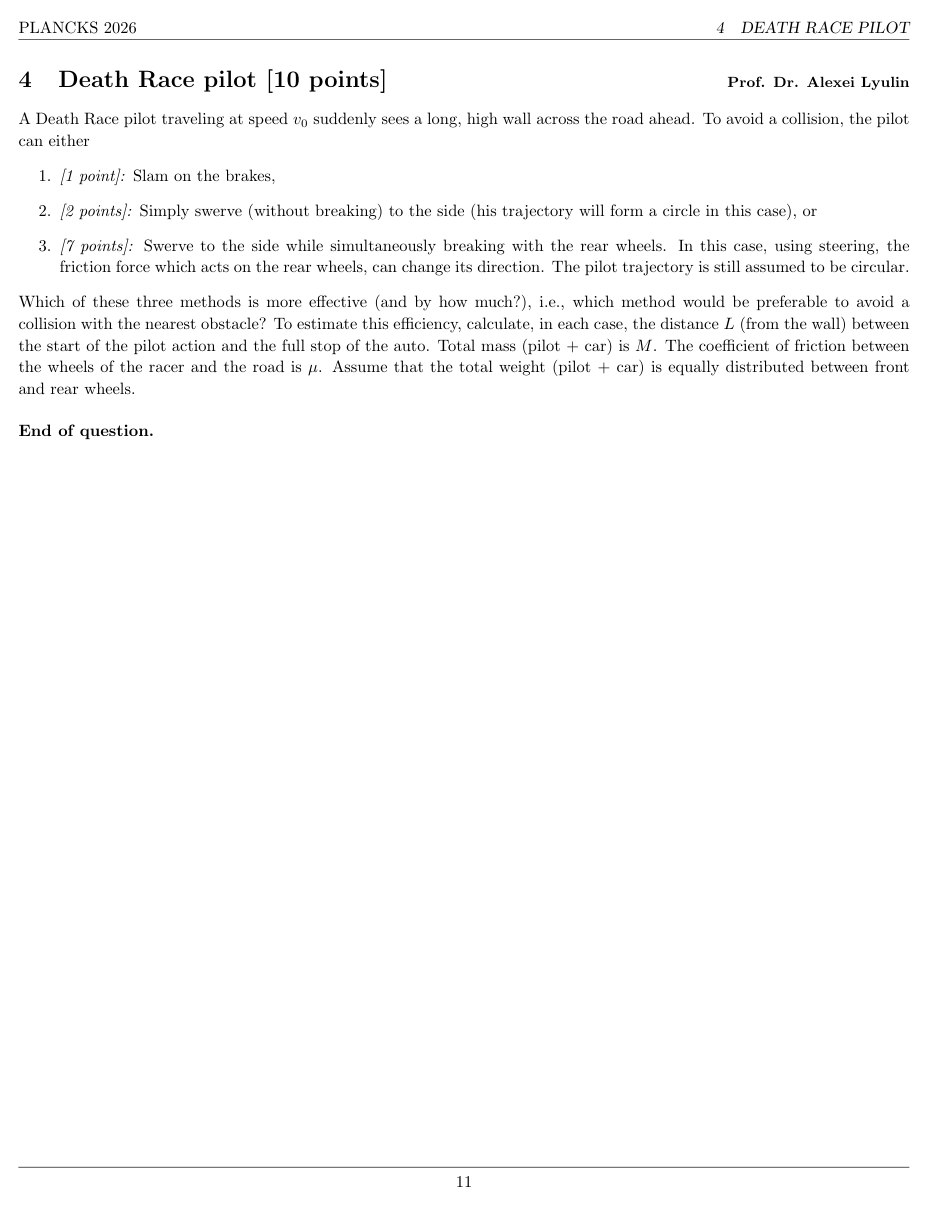 PLANCKS 2026 4 DEATH RACE PILOT
4 Death Race pilot [10 points] Prof. Dr. Alexei Lyulin
A Death Race pilot traveling at speed v₀ suddenly sees a long, high wall across the road ahead. To avoid a collision, the pilot
can either
1. [1 point]: Slam on the brakes,
2. [2 points]: Simply swerve (without breaking) to the side (his trajectory will form a circle in this case), or
3. [7 points]: Swerve to the side while simultaneously breaking with the rear wheels. In this case, using steering, the
friction force which acts on the rear wheels, can change its direction. The pilot trajectory is still assumed to be circular.
Which of these three methods is more effective (and by how much?), i.e., which method would be preferable to avoid a
collision with the nearest obstacle? To estimate this efficiency, calculate, in each case, the distance L (from the wall) between
the start of the pilot action and the full stop of the auto. Total mass (pilot + car) is M. The coefficient of friction between
the wheels of the racer and the road is μ. Assume that the total weight (pilot + car) is equally distributed between front
and rear wheels.
End of question.
11